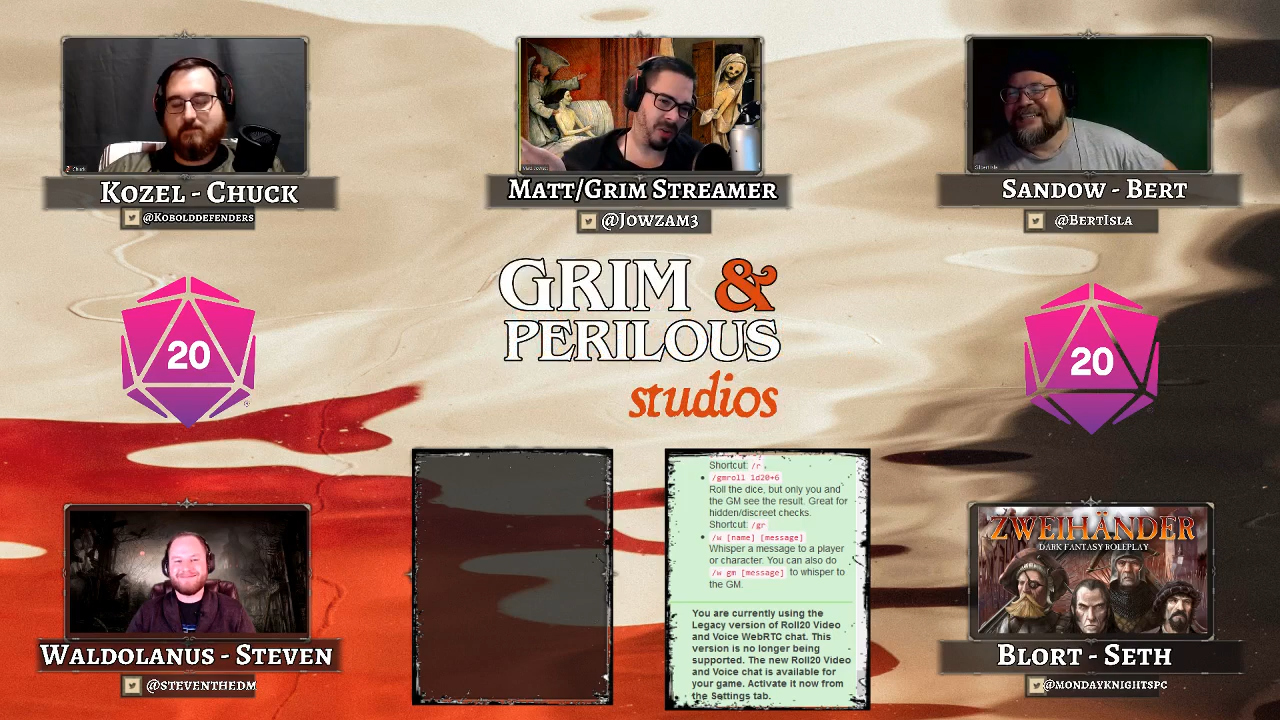 Chuck
KOZEL - CHUCK
@KOBOLDDEFENDERS
MATT/GRIM STREAMER
@JOWZAM3
SANDOW - BERT
@BERTISLA
20
GRIM &
PERILOUS
studios
20
Shortcut: /r .
• /gmroll 1d20+6
Roll the dice, but only you and
the GM see the result. Great for
hidden/discreet checks.
Shortcut: /gr
• /w [name] [message]
Whisper a message to a player
or character. You can also do
/w gm [message] to whisper to
the GM.
You are currently using the
Legacy version of Roll20 Video
and Voice WebRTC chat. This
version is no longer being
supported. The new Roll20 Video
and Voice chat is available for
your game. Activate it now from
the Settings tab.
WALDOLANUS - STEVEN
@STEVENTHEDM
ZWEIHÄNDER
DARK FANTASY ROLEPLAY
BLORT - SETH
@MONDAYKNIGHTSPC